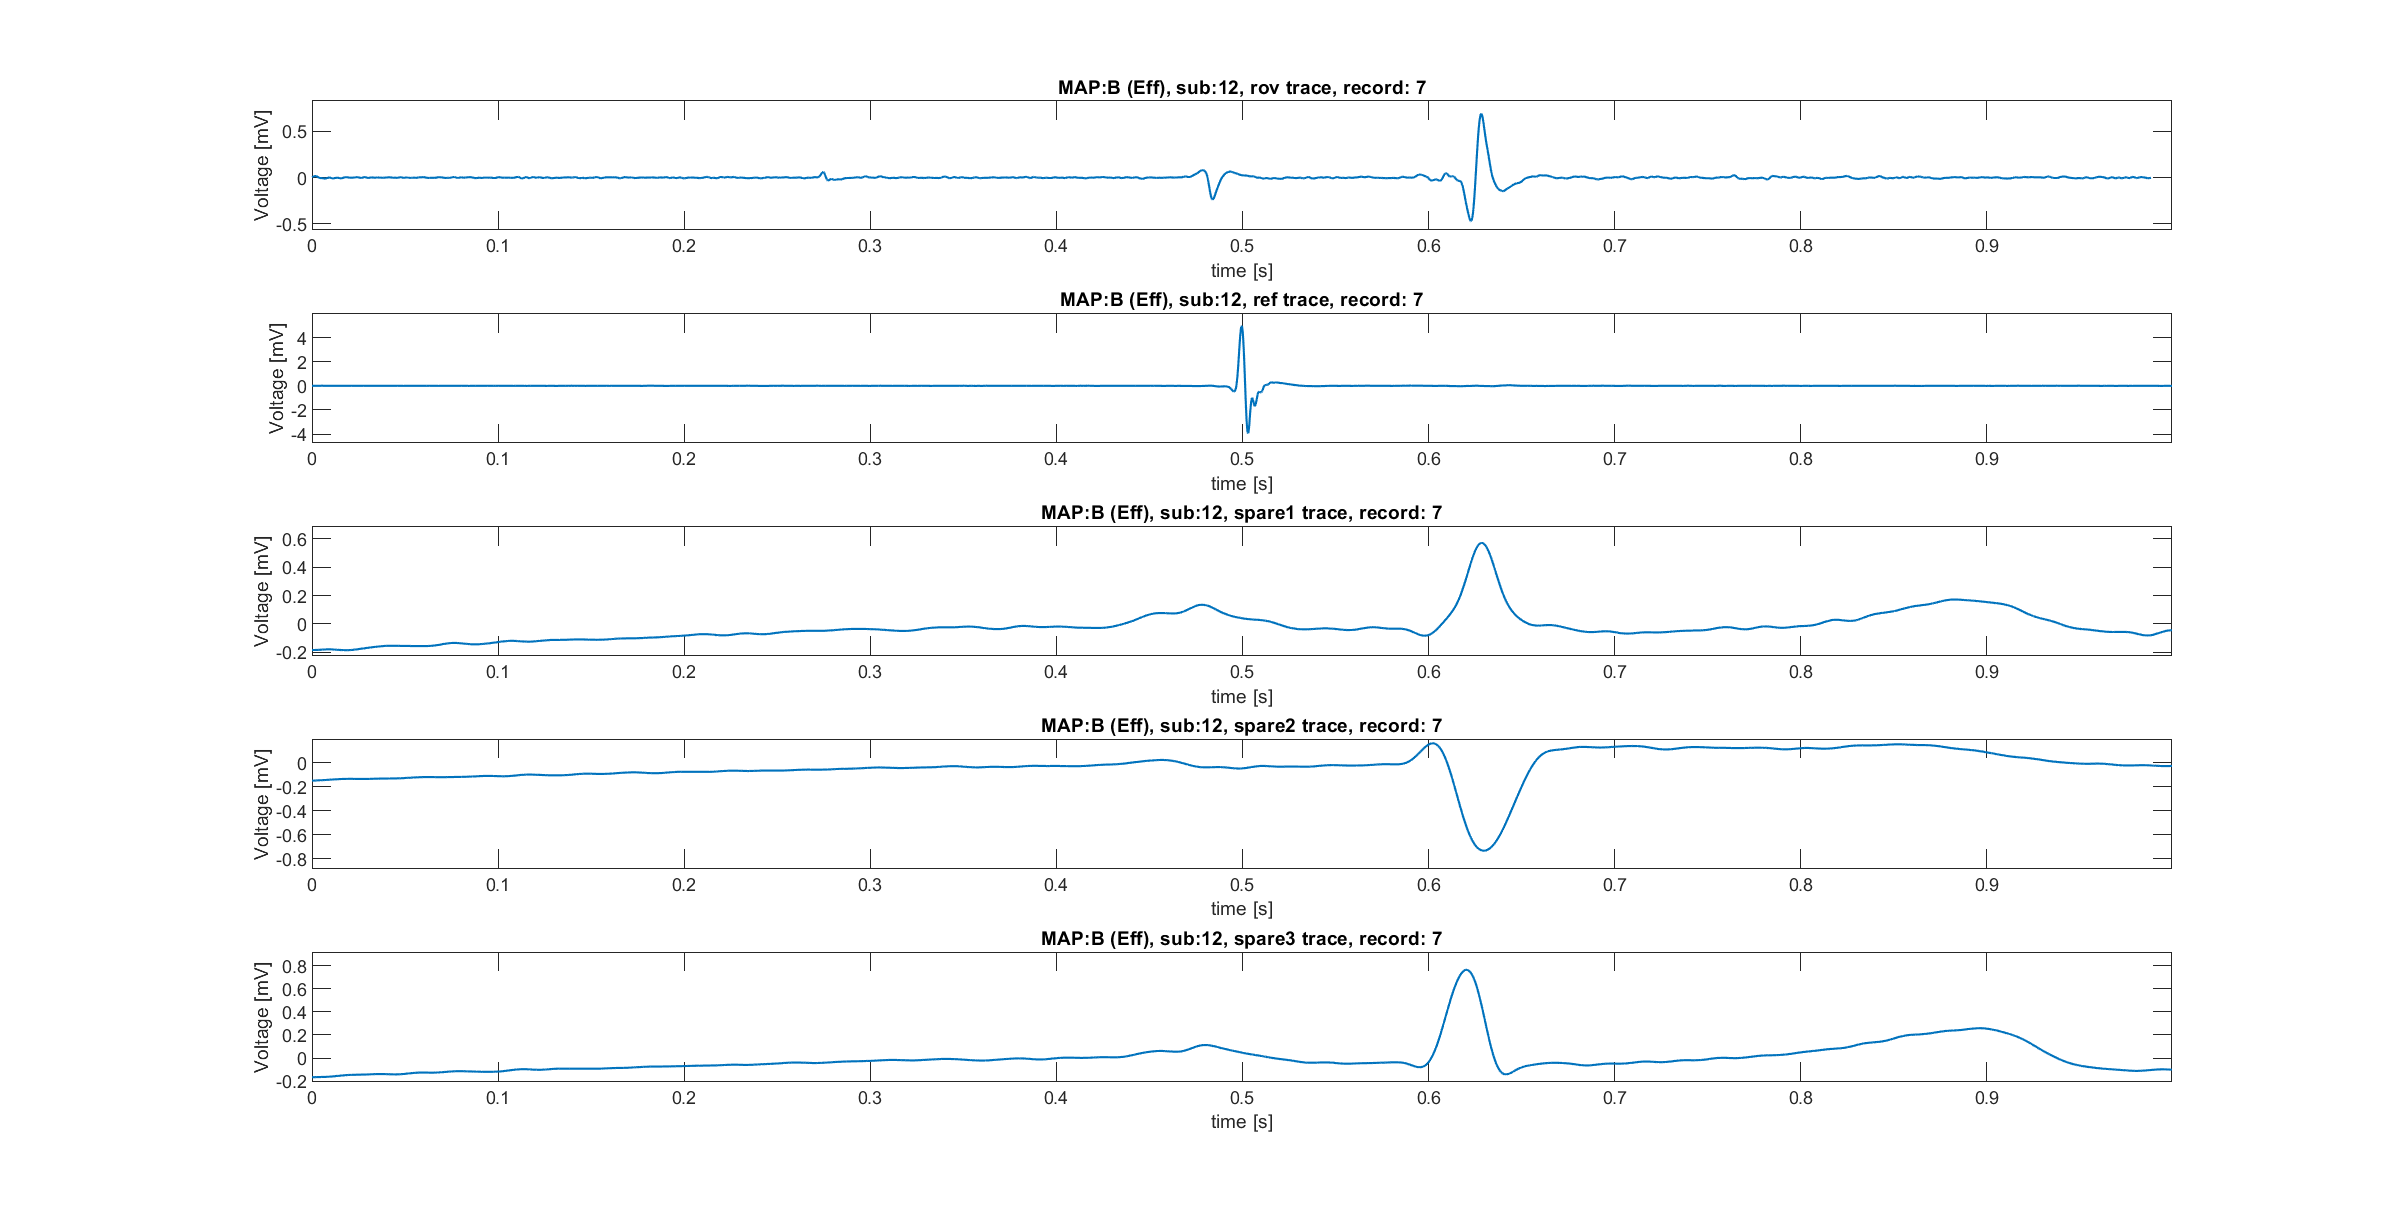 MAP:B (Eff), sub:12, rov trace, record: 7
Voltage [mV]
0.5
0
-0.5
0 0.1 0.2 0.3 0.4 0.5 0.6 0.7 0.8 0.9
time [s]
MAP:B (Eff), sub:12, ref trace, record: 7
Voltage [mV]
4
2
0
-2
-4
0 0.1 0.2 0.3 0.4 0.5 0.6 0.7 0.8 0.9
time [s]
MAP:B (Eff), sub:12, spare1 trace, record: 7
Voltage [mV]
0.6
0.4
0.2
0
-0.2
0 0.1 0.2 0.3 0.4 0.5 0.6 0.7 0.8 0.9
time [s]
MAP:B (Eff), sub:12, spare2 trace, record: 7
Voltage [mV]
0
-0.2
-0.4
-0.6
-0.8
0 0.1 0.2 0.3 0.4 0.5 0.6 0.7 0.8 0.9
time [s]
MAP:B (Eff), sub:12, spare3 trace, record: 7
Voltage [mV]
0.8
0.6
0.4
0.2
0
-0.2
0 0.1 0.2 0.3 0.4 0.5 0.6 0.7 0.8 0.9
time [s]